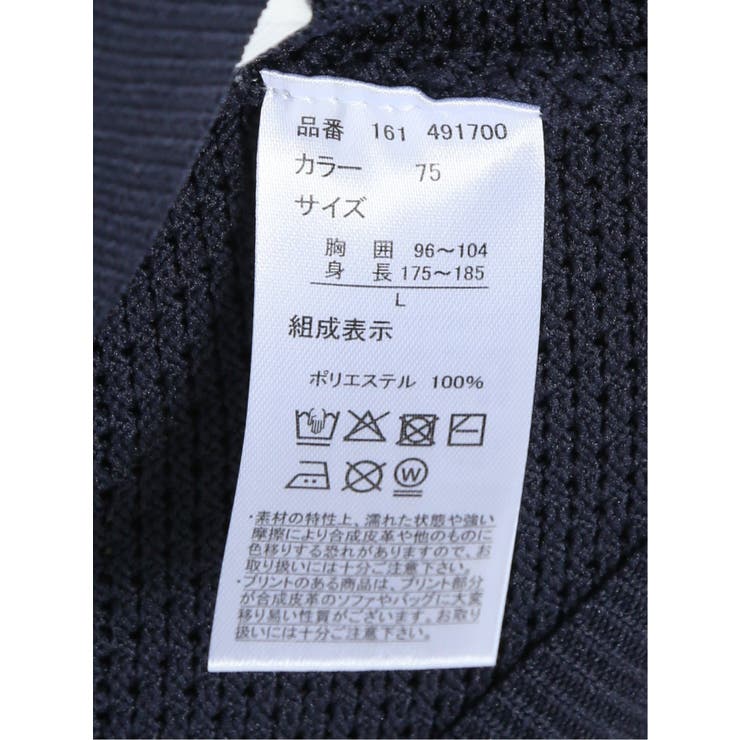 品番 161 491700
カラー 75
サイズ
胸 囲 96～104
身 長 175～185
L
組成表示
ポリエステル 100%
W
・素材の特性上、濡れた状態や強い
摩擦により合成皮革や他のものに
色移りする恐れがありますので、お
取り扱いには十分ご注意下さい。
・プリントのある商品は、プリント部分
が合成皮革のソファやバッグに大変
移り易い性質がございます。お取り
扱いには十分ご注意下さい。